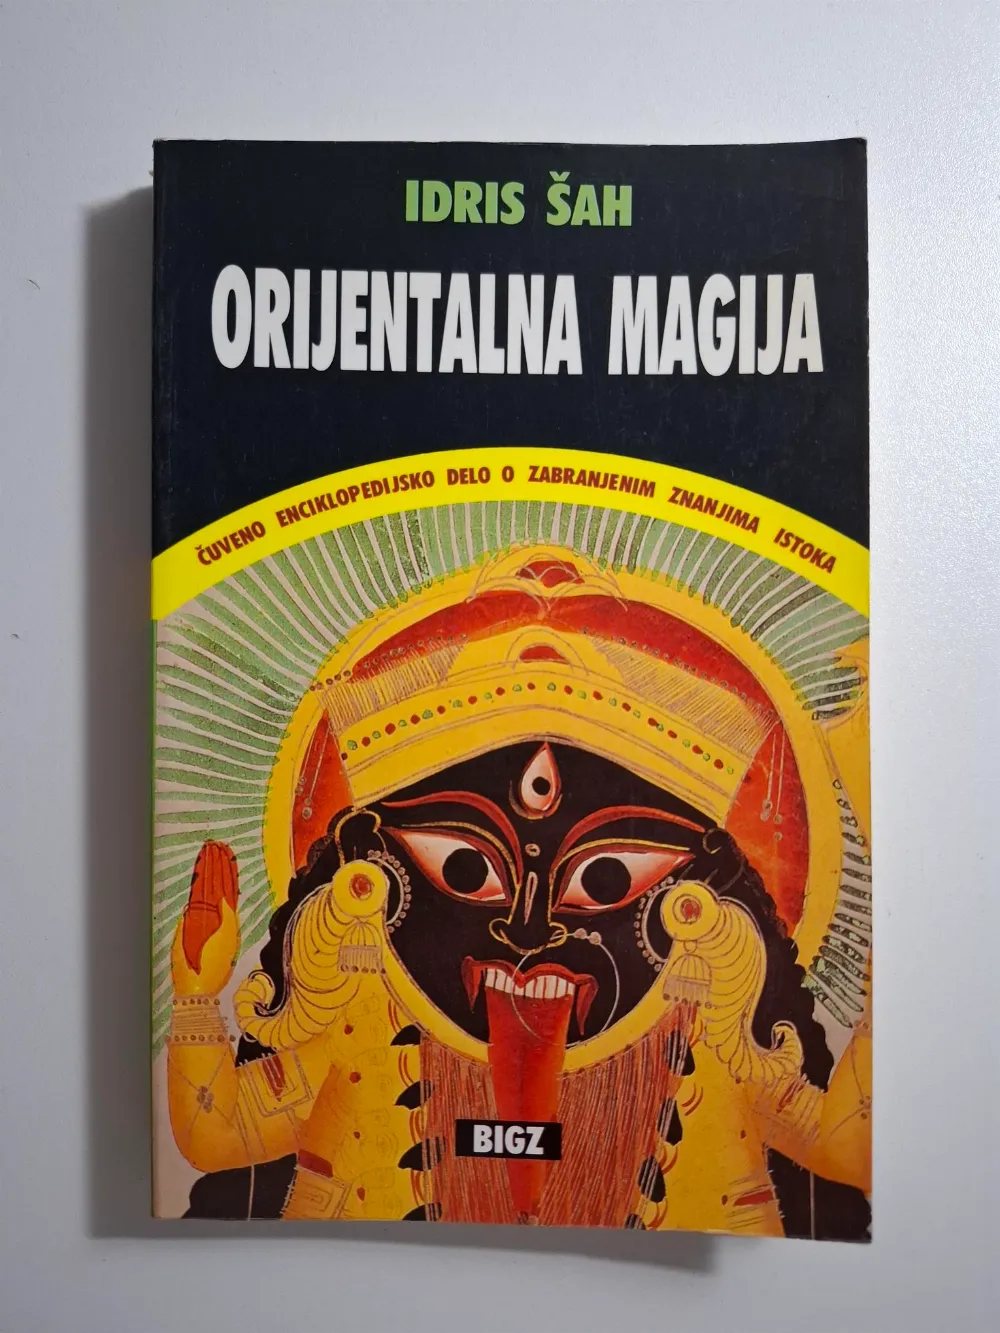 IDRIS ŠAH
ORIJENTALNA MAGIJA
ČUVENO ENCIKLOPEDIJSKO DELO O ZABRANJENIM ZNANJIMA ISTOKA
BIGZ